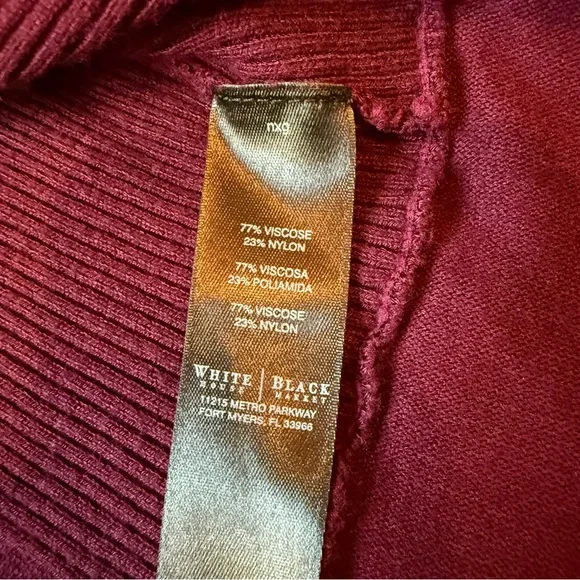 nxg
77% VISCOSE
23% NYLON
77% VISCOSA
23% POLIAMIDA
77% VISCOSE
23% NYLON
WHITE | BLACK
HOUSE | MARKET
11215 METRO PARKWAY
FORT MYERS, FL 33966